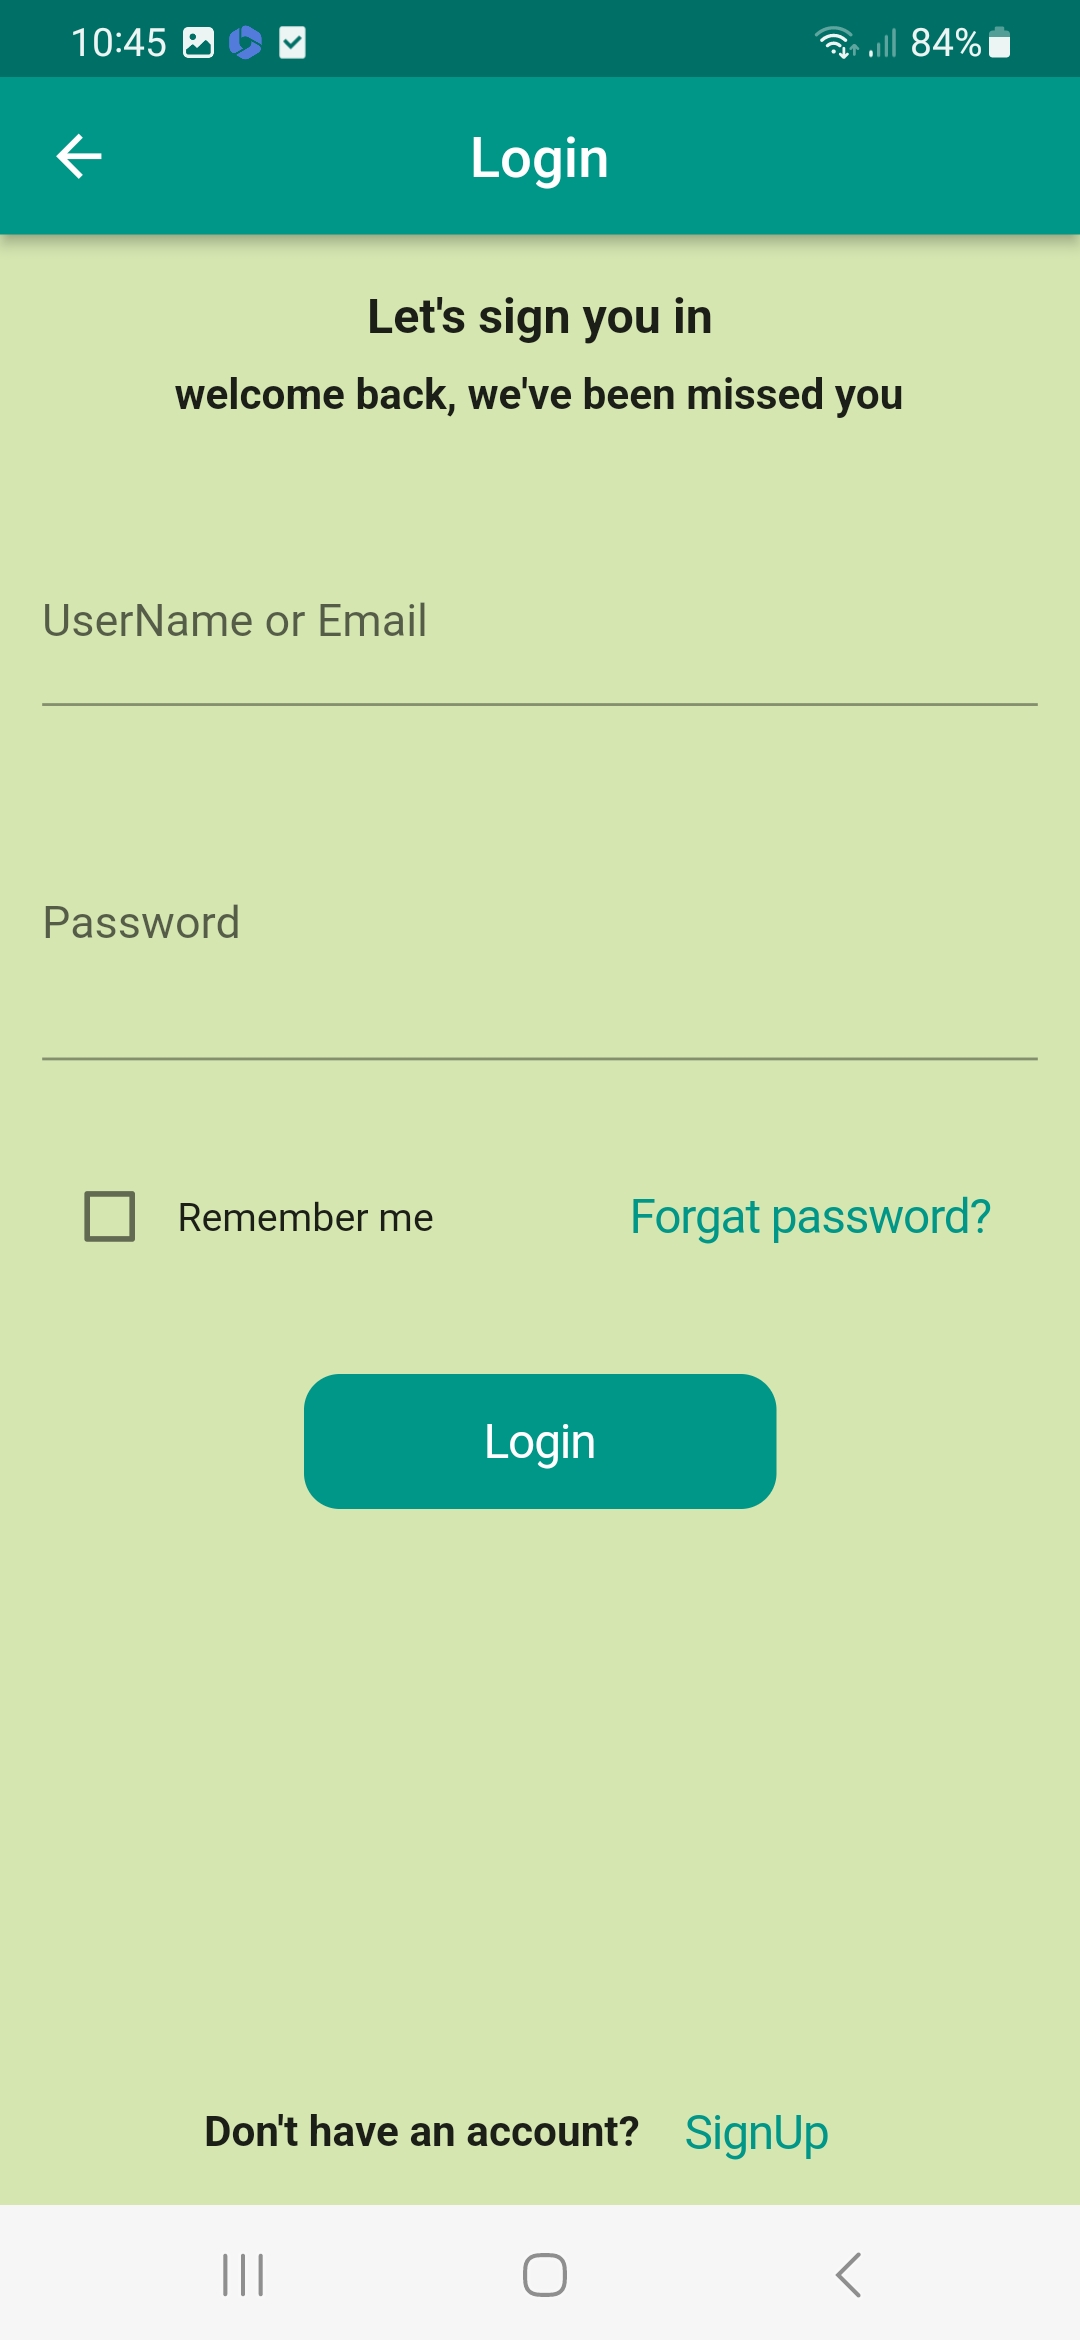 10:45 84%
Login
Let's sign you in
welcome back, we've been missed you
UserName or Email
Password
Remember me Forgat password?
Login
Don't have an account? SignUp